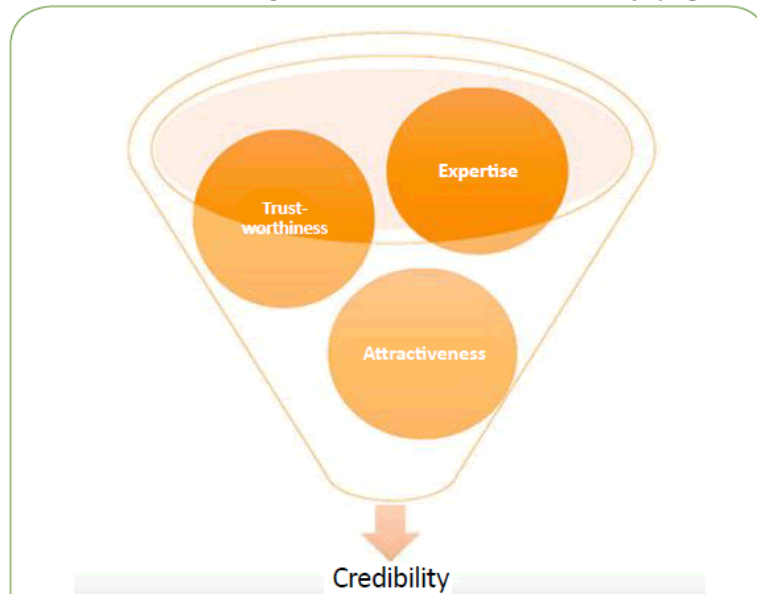 Expertise
Trust-
worthiness
Attractiveness
Credibility